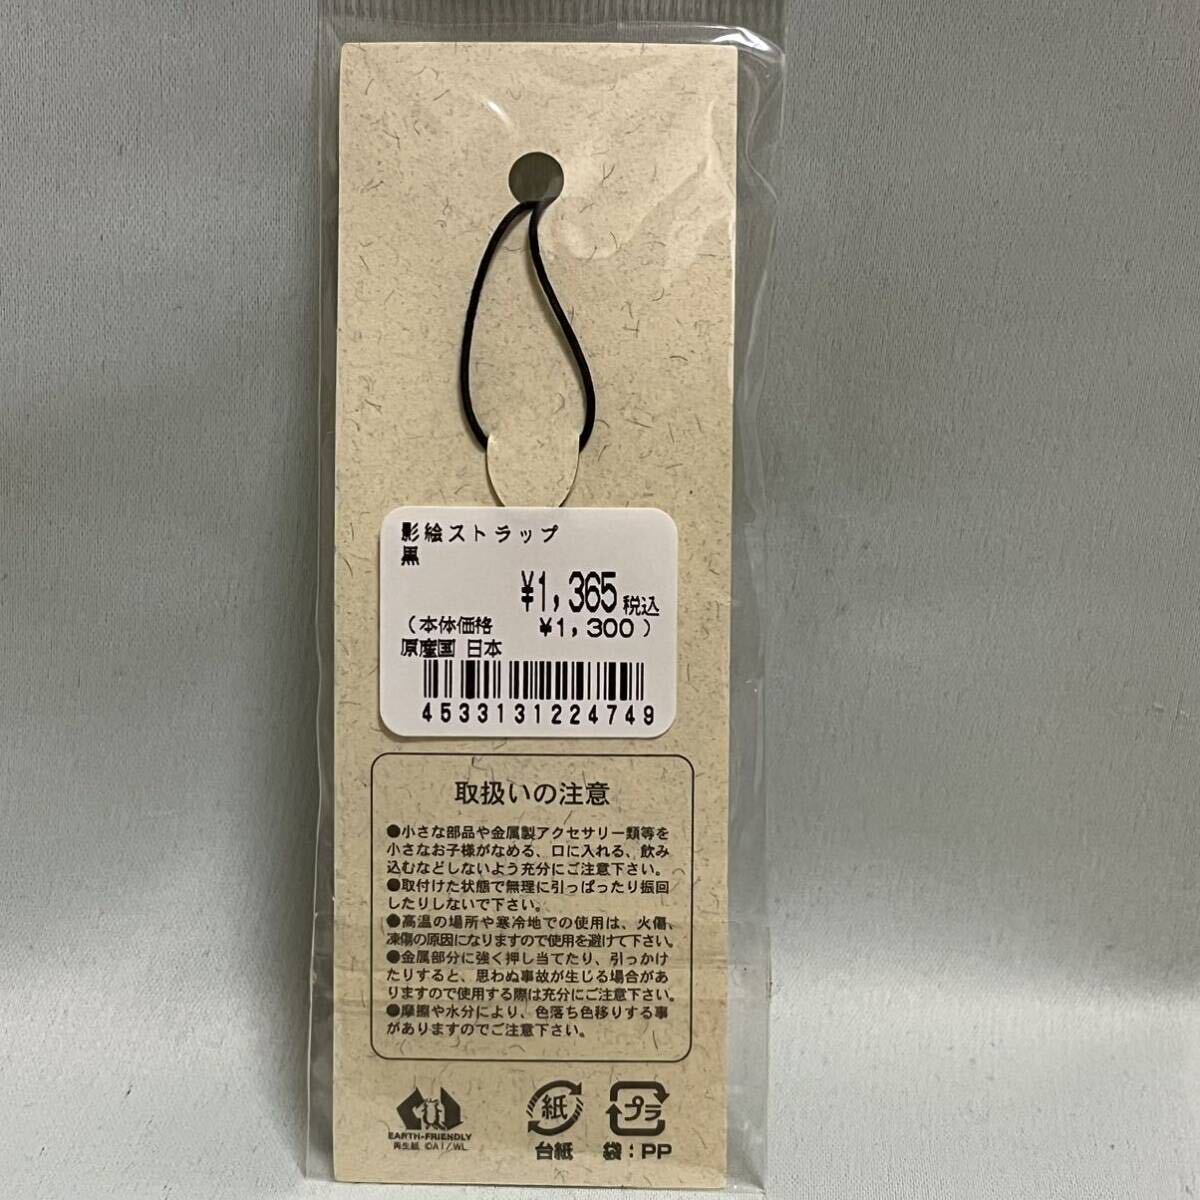 影絵ストラップ
黒
¥1,365税込
(本体価格 ¥1,300)
原産国 日本
4533131224749
取扱いの注意
●小さな部品や金属製アクセサリー類等を
小さなお子様がなめる、口に入れる、飲み
込むなどしないよう充分にご注意下さい。
●取付けた状態で無理に引っぱったり振回
したりしないで下さい。
●高温の場所や寒冷地での使用は、火傷、
凍傷の原因になりますので使用を避けて下さい。
●金属部分に強く押し当てたり、引っかけ
たりすると、思わぬ事故が生じる場合があ
りますので使用する際は充分にご注意下さい。
●摩擦や水分により、色落ち色移りする事
がありますのでご注意下さい。
EARTH-FRIENDLY
再生紙 ©AI/WL
紙
台紙
プラ
袋：PP